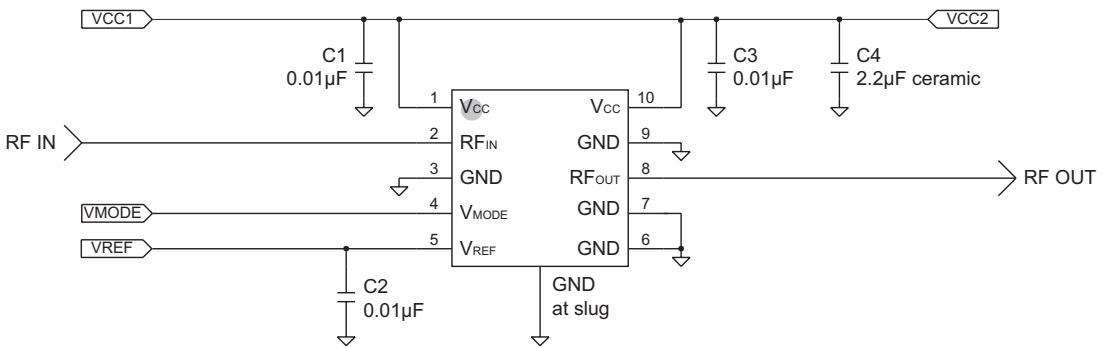 VCC1
VCC2
C1
0.01µF
C3
0.01µF
C4
2.2µF ceramic
1
VCC
VCC
10
RF IN
2
RFIN
GND
9
3
GND
RFOUT
8
RF OUT
VMODE
4
VMODE
GND
7
VREF
5
VREF
GND
6
C2
0.01µF
GND
at slug